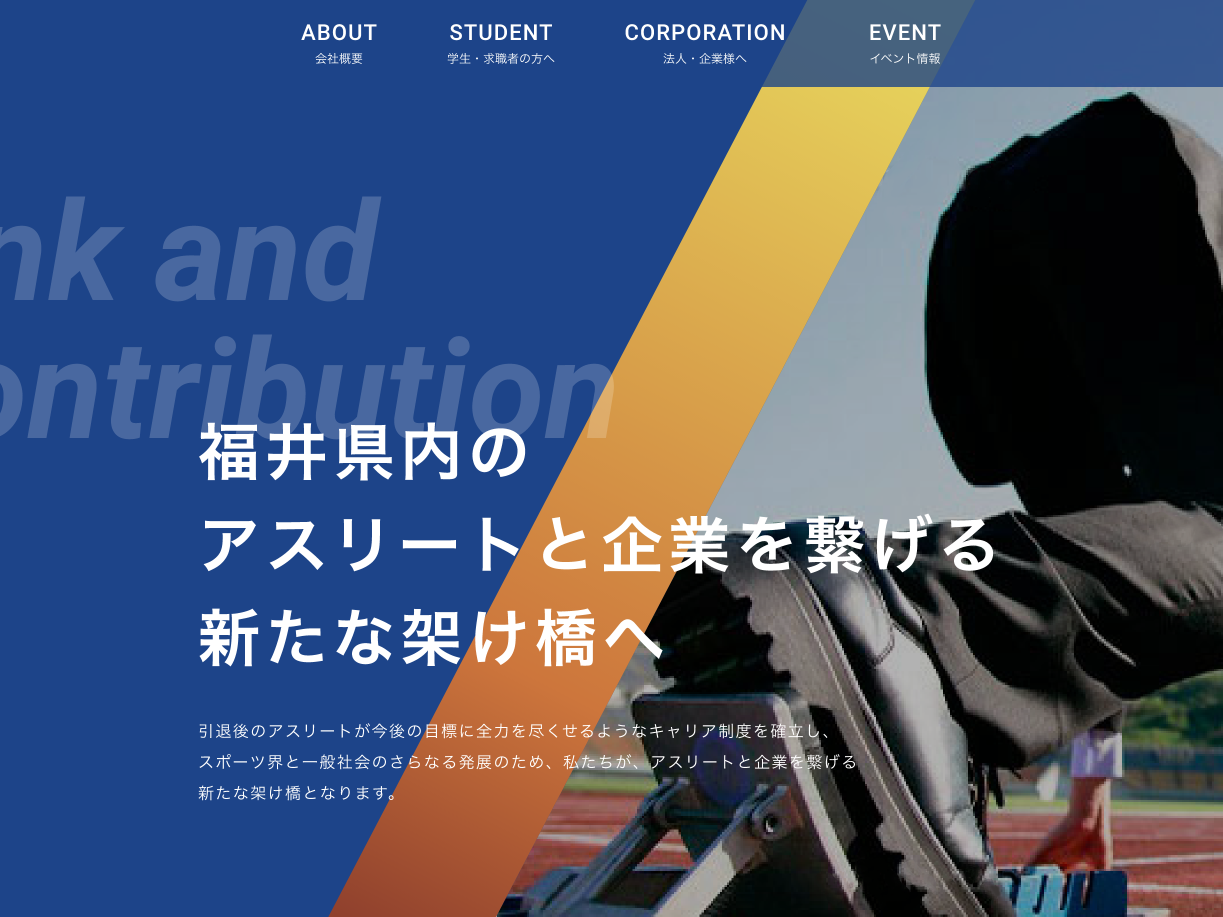 ABOUT
会社概要
STUDENT
学生・求職者の方へ
CORPORATION
法人・企業様へ
EVENT
イベント情報
nk and
ontribution
福井県内の
アスリートと企業を繋げる
新たな架け橋へ
引退後のアスリートが今後の目標に全力を尽くせるようなキャリア制度を確立し、
スポーツ界と一般社会のさらなる発展のため、私たちが、アスリートと企業を繋げる
新たな架け橋となります。